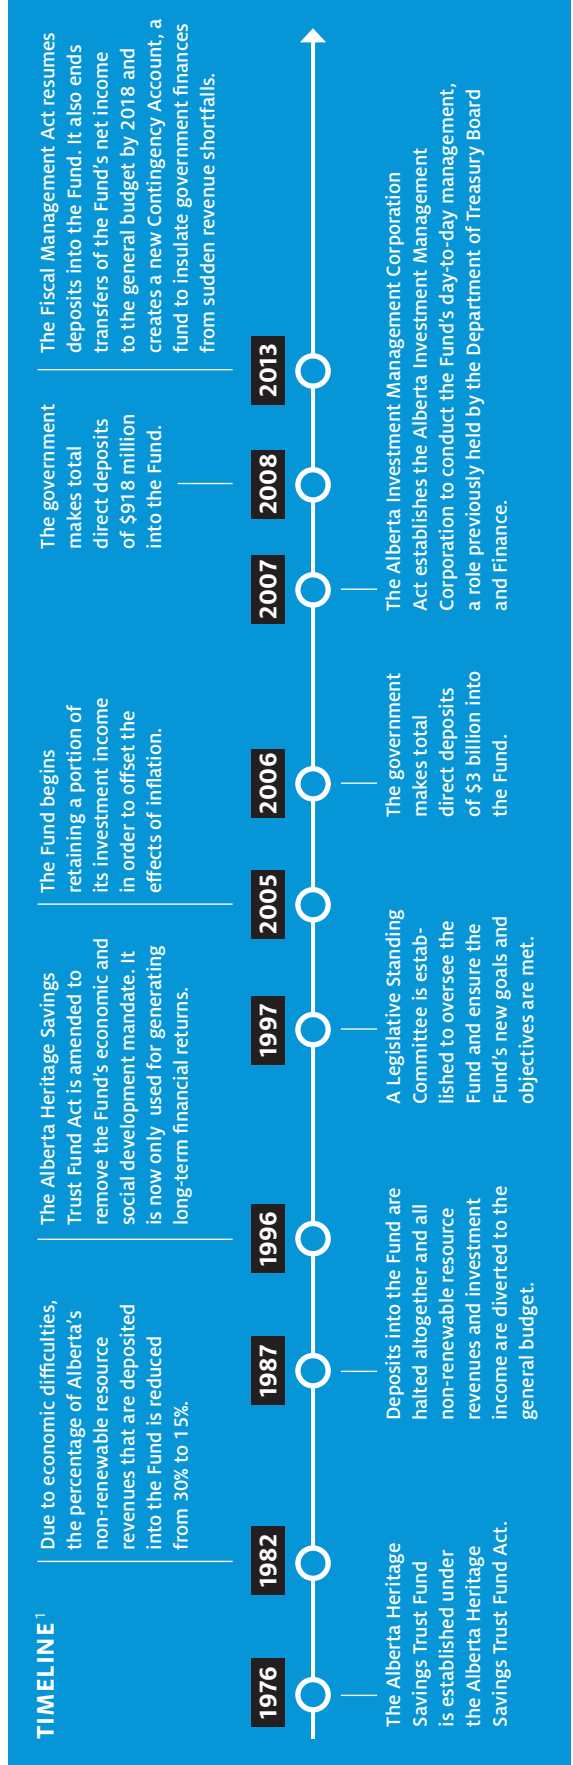 TIMELINE 1
1976
The Alberta Heritage
Savings Trust Fund
is established under
the Alberta Heritage
Savings Trust Fund Act.
1982
Due to economic difficulties,
the percentage of Alberta's
non-renewable resource
revenues that are deposited
into the Fund is reduced
from 30% to 15%.
1987
Deposits into the Fund are
halted altogether and all
non-renewable resource
revenues and investment
income are diverted to the
general budget.
1996
The Alberta Heritage Savings
Trust Fund Act is amended to
remove the Fund's economic and
social development mandate. It
is now only used for generating
long-term financial returns.
1997
A Legislative Standing
Committee is estab-
lished to oversee the
Fund and ensure the
Fund's new goals and
objectives are met.
2005
The Fund begins
retaining a portion of
its investment income
in order to offset the
effects of inflation.
2006
The government
makes total
direct deposits
of $3 billion into
the Fund.
2007
The Alberta Investment Management Corporation
Act establishes the Alberta Investment Management
Corporation to conduct the Fund's day-to-day management,
a role previously held by the Department of Treasury Board
and Finance.
2008
The government
makes total
direct deposits
of $918 million
into the Fund.
2013
The Fiscal Management Act resumes
deposits into the Fund. It also ends
transfers of the Fund's net income
to the general budget by 2018 and
creates a new Contingency Account, a
fund to insulate government finances
from sudden revenue shortfalls.